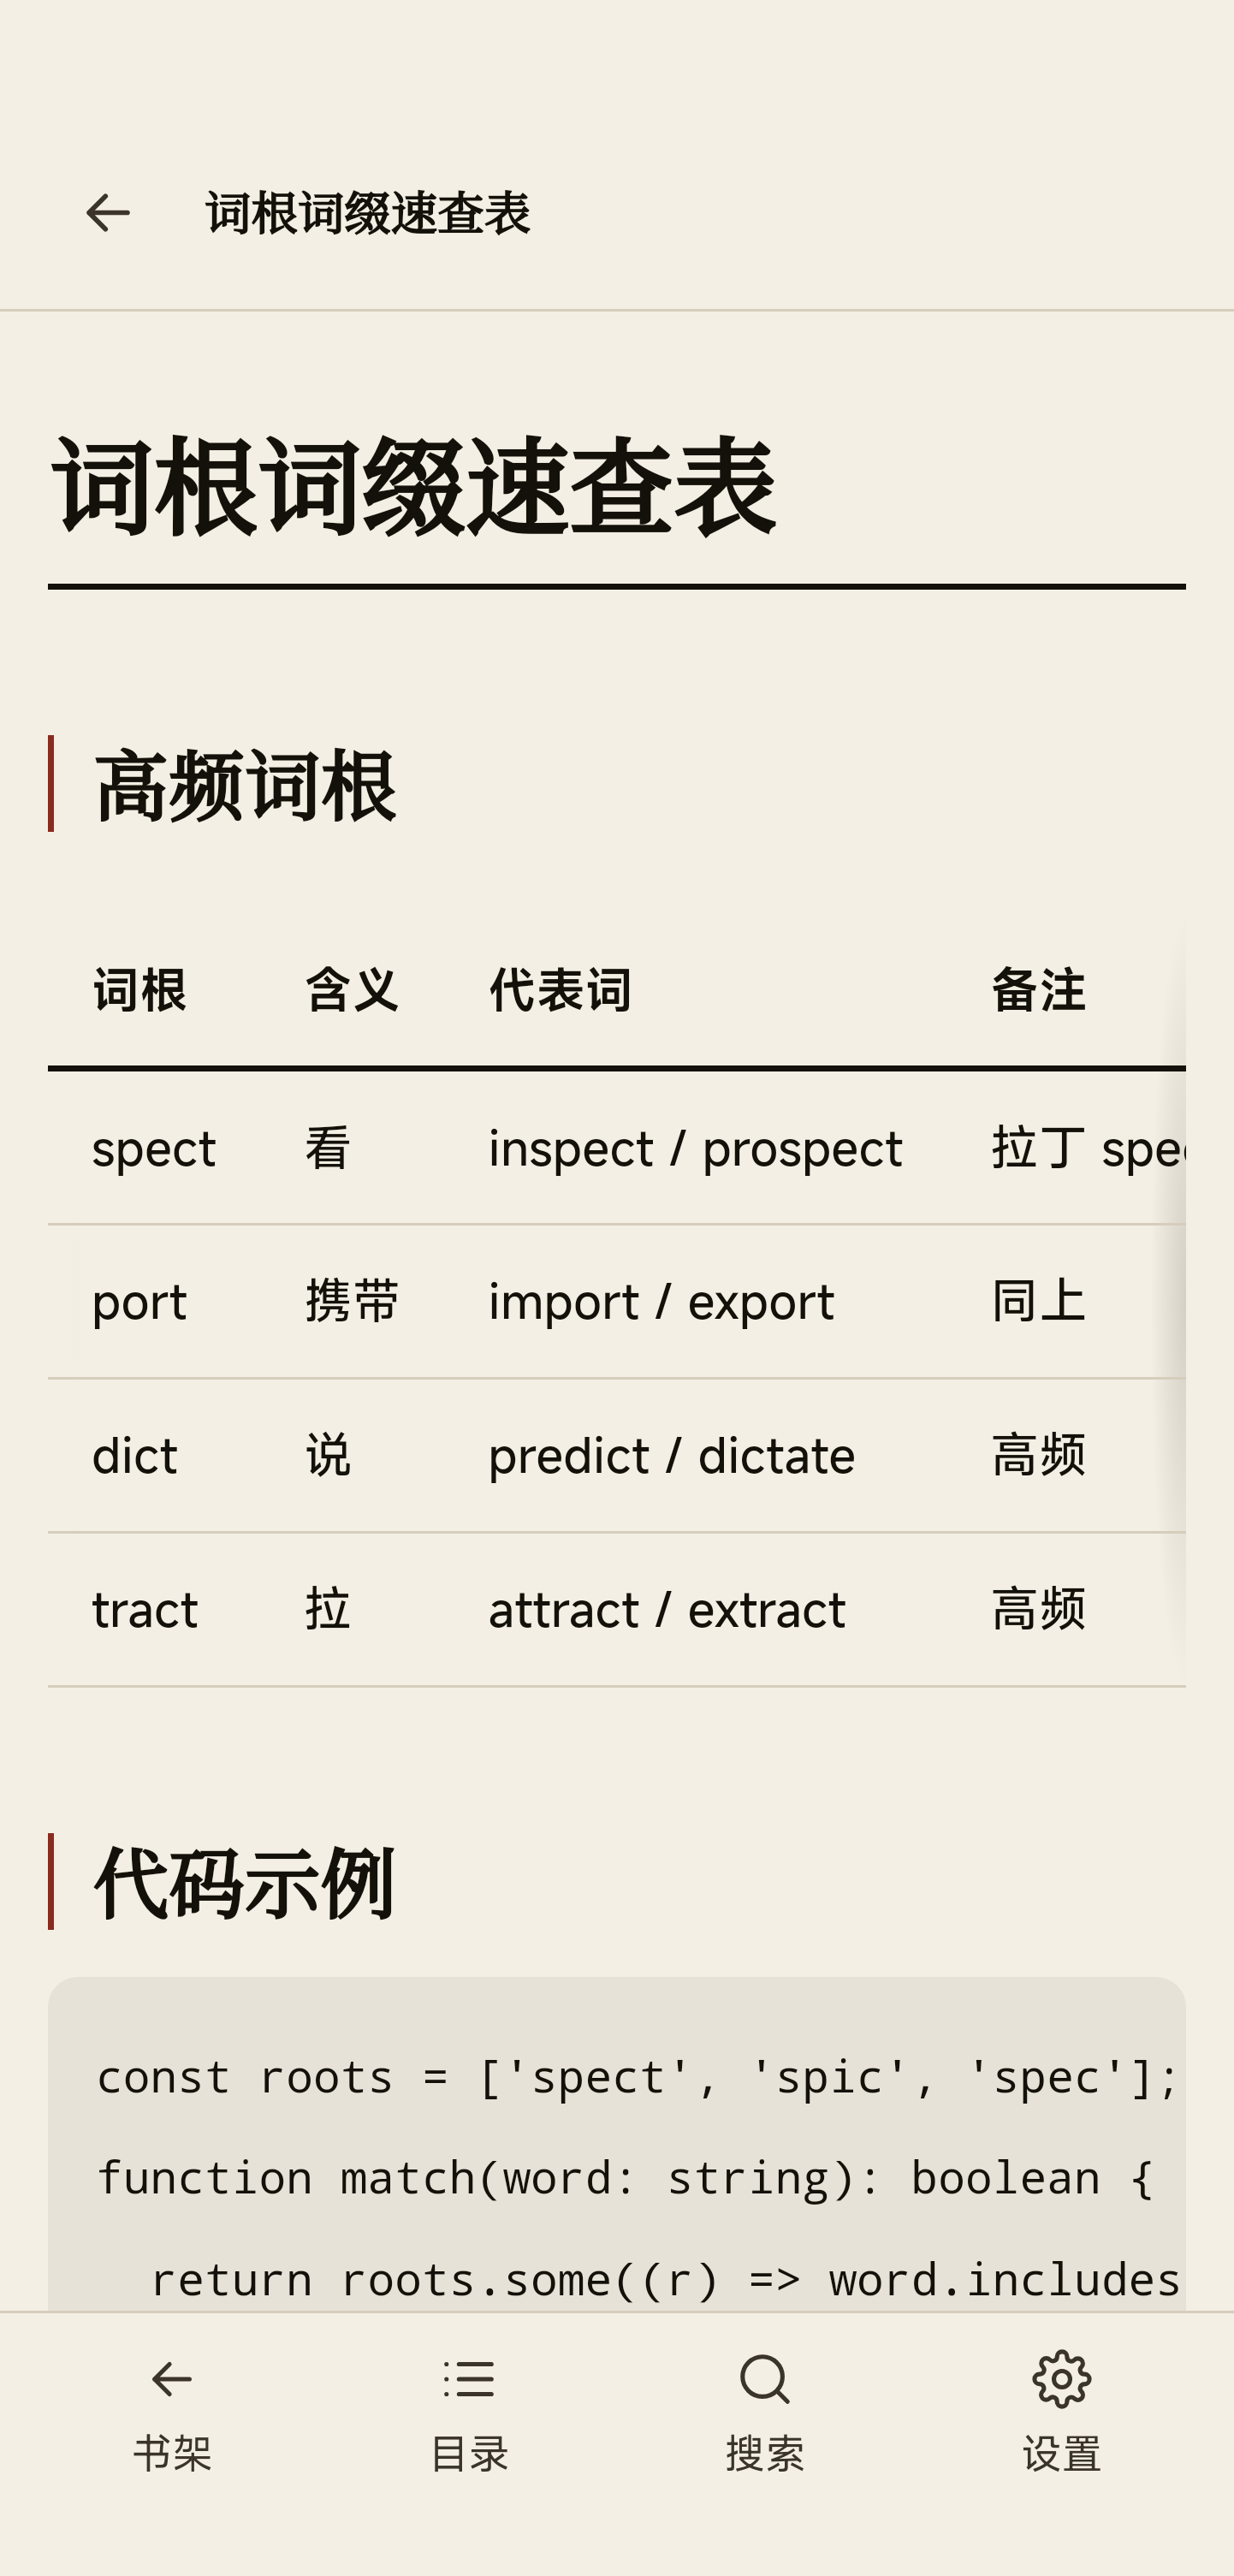 词根词缀速查表
词根词缀速查表
高频词根
词根 含义 代表词 备注
spect 看 inspect / prospect 拉丁 spec
port 携带 import / export 同上
dict 说 predict / dictate 高频
tract 拉 attract / extract 高频
代码示例
const roots = ['spect', 'spic', 'spec'];
function match(word: string): boolean {
  return roots.some((r) => word.includes
书架 目录 搜索 设置